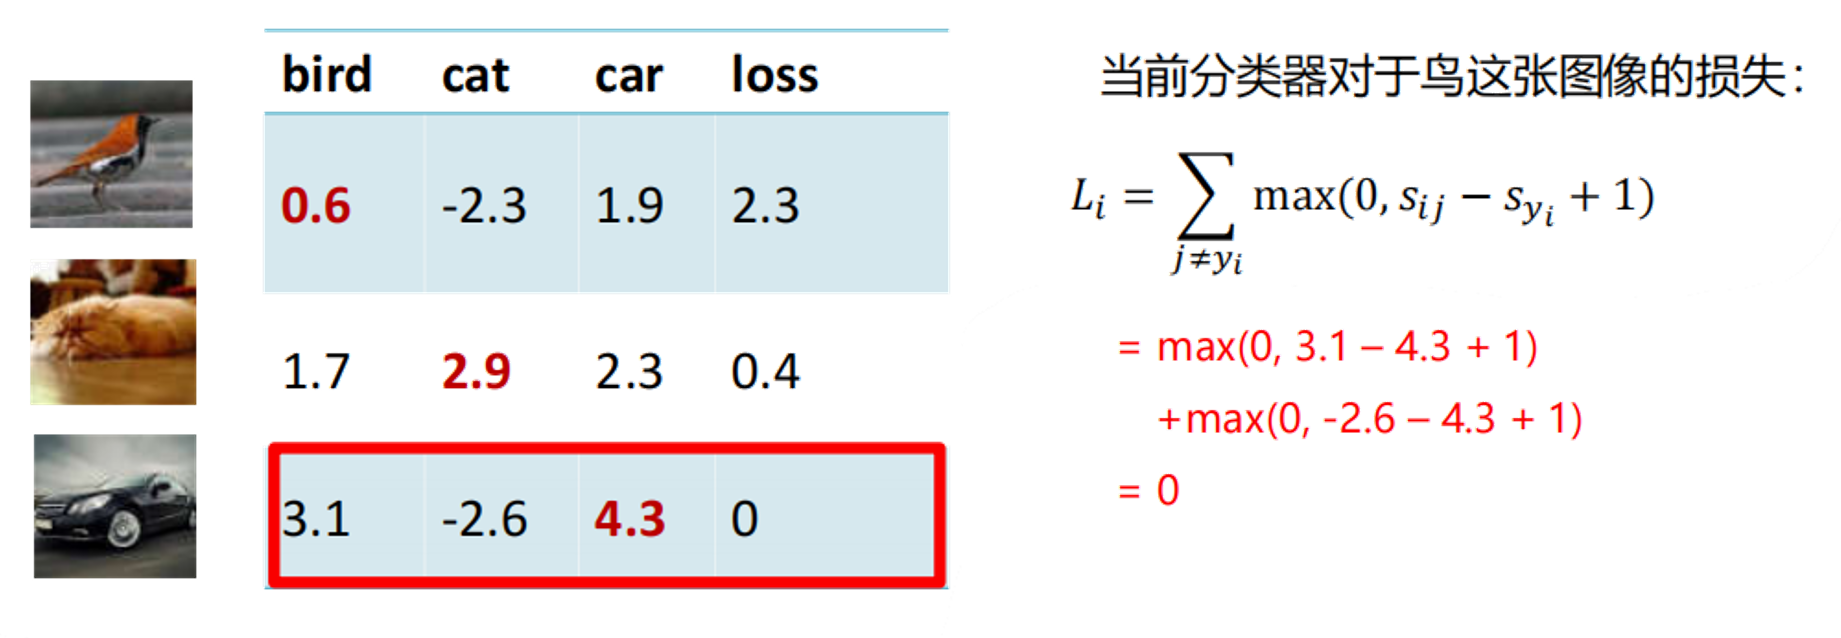 bird cat car loss
0.6 -2.3 1.9 2.3
1.7 2.9 2.3 0.4
3.1 -2.6 4.3 0
当前分类器对于鸟这张图像的损失：
L_i = ∑_{j≠y_i} max(0, s_{ij} − s_{y_i} + 1)
= max(0, 3.1 – 4.3 + 1)
+max(0, -2.6 – 4.3 + 1)
= 0